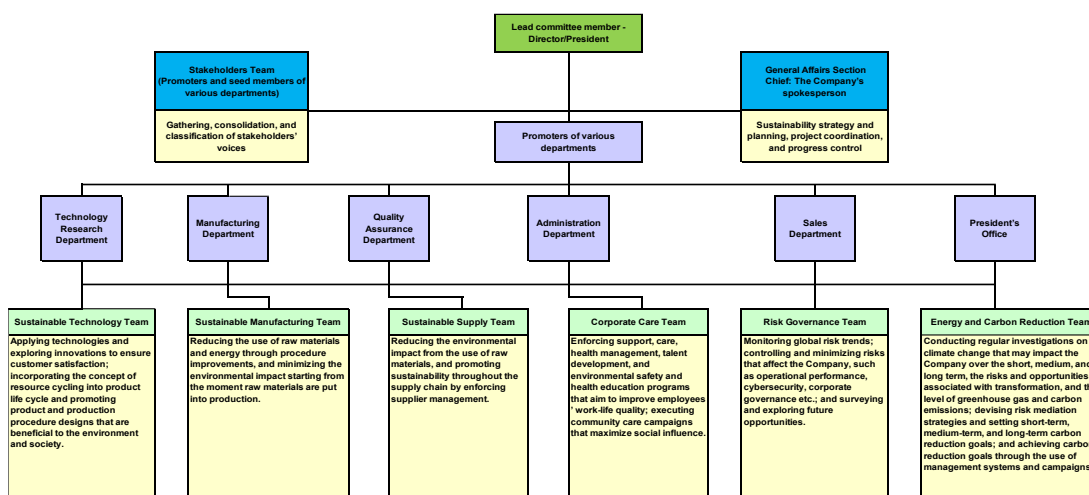 Lead committee member -
Director/President
Stakeholders Team
(Promoters and seed members of
various departments)
Gathering, consolidation, and
classification of stakeholders'
voices
General Affairs Section
Chief: The Company's
spokesperson
Sustainability strategy and
planning, project coordination,
and progress control
Promoters of various
departments
Technology
Research
Department
Manufacturing
Department
Quality
Assurance
Department
Administration
Department
Sales
Department
President's
Office
Sustainable Technology Team
Applying technologies and
exploring innovations to ensure
customer satisfaction;
incorporating the concept of
resource cycling into product
life cycle and promoting
product and production
procedure designs that are
beneficial to the environment
and society.
Sustainable Manufacturing Team
Reducing the use of raw materials
and energy through procedure
improvements, and minimizing the
environmental impact starting from
the moment raw materials are put
into production.
Sustainable Supply Team
Reducing the environmental
impact from the use of raw
materials, and promoting
sustainability throughout the
supply chain by enforcing
supplier management.
Corporate Care Team
Enforcing support, care,
health management, talent
development, and
environmental safety and
health education programs
that aim to improve employees
' work-life quality; executing
community care campaigns
that maximize social influence.
Risk Governance Team
Monitoring global risk trends;
controlling and minimizing risks
that affect the Company, such
as operational performance,
cybersecurity, corporate
governance etc.; and surveying
and exploring future
opportunities.
Energy and Carbon Reduction Team
Conducting regular investigations on
climate change that may impact the
Company over the short, medium, and
long term, the risks and opportunities
associated with transformation, and th
level of greenhouse gas and carbon
emissions; devising risk mediation
strategies and setting short-term,
medium-term, and long-term carbon
reduction goals; and achieving carbo
reduction goals through the use of
management systems and campaigns